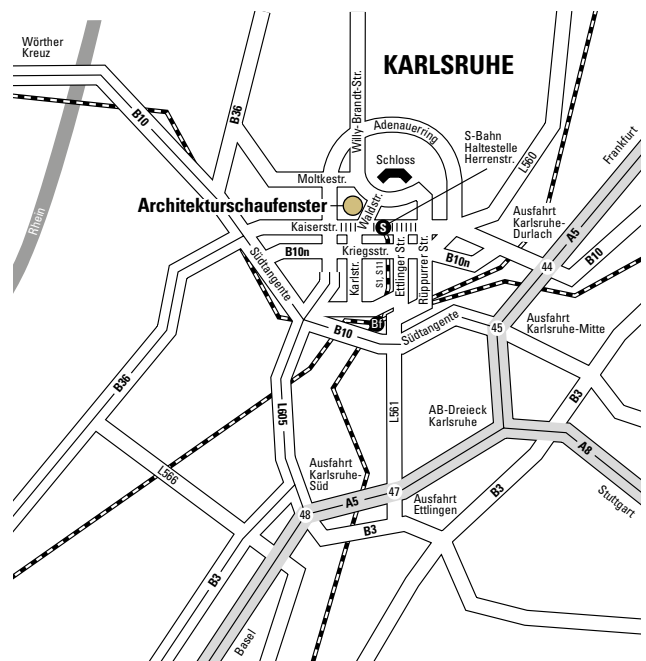 Wörther
Kreuz
KARLSRUHE
B10
B36
Willy-Brandt-Str.
Adenauerring
S-Bahn
Haltestelle
Herrenstr.
L560
Frankfurt
Schloss
Moltkestr.
Architekturschaufenster
Waldstr.
Rhein
Kaiserstr.
S
Ausfahrt
Karlsruhe-
Durlach
A5
B10
B10n
Kriegsstr.
B10n
44
Südtangente
Karlstr.
S1, S11
Ettlinger Str.
Rüppurrer Str.
Bf
B10
Südtangente
45
Ausfahrt
Karlsruhe-Mitte
B36
L605
L561
AB-Dreieck
Karlsruhe
B3
A8
L566
Ausfahrt
Karlsruhe-
Süd
47
48
A5
Ausfahrt
Ettlingen
B3
Stuttgart
B3
B3
Basel